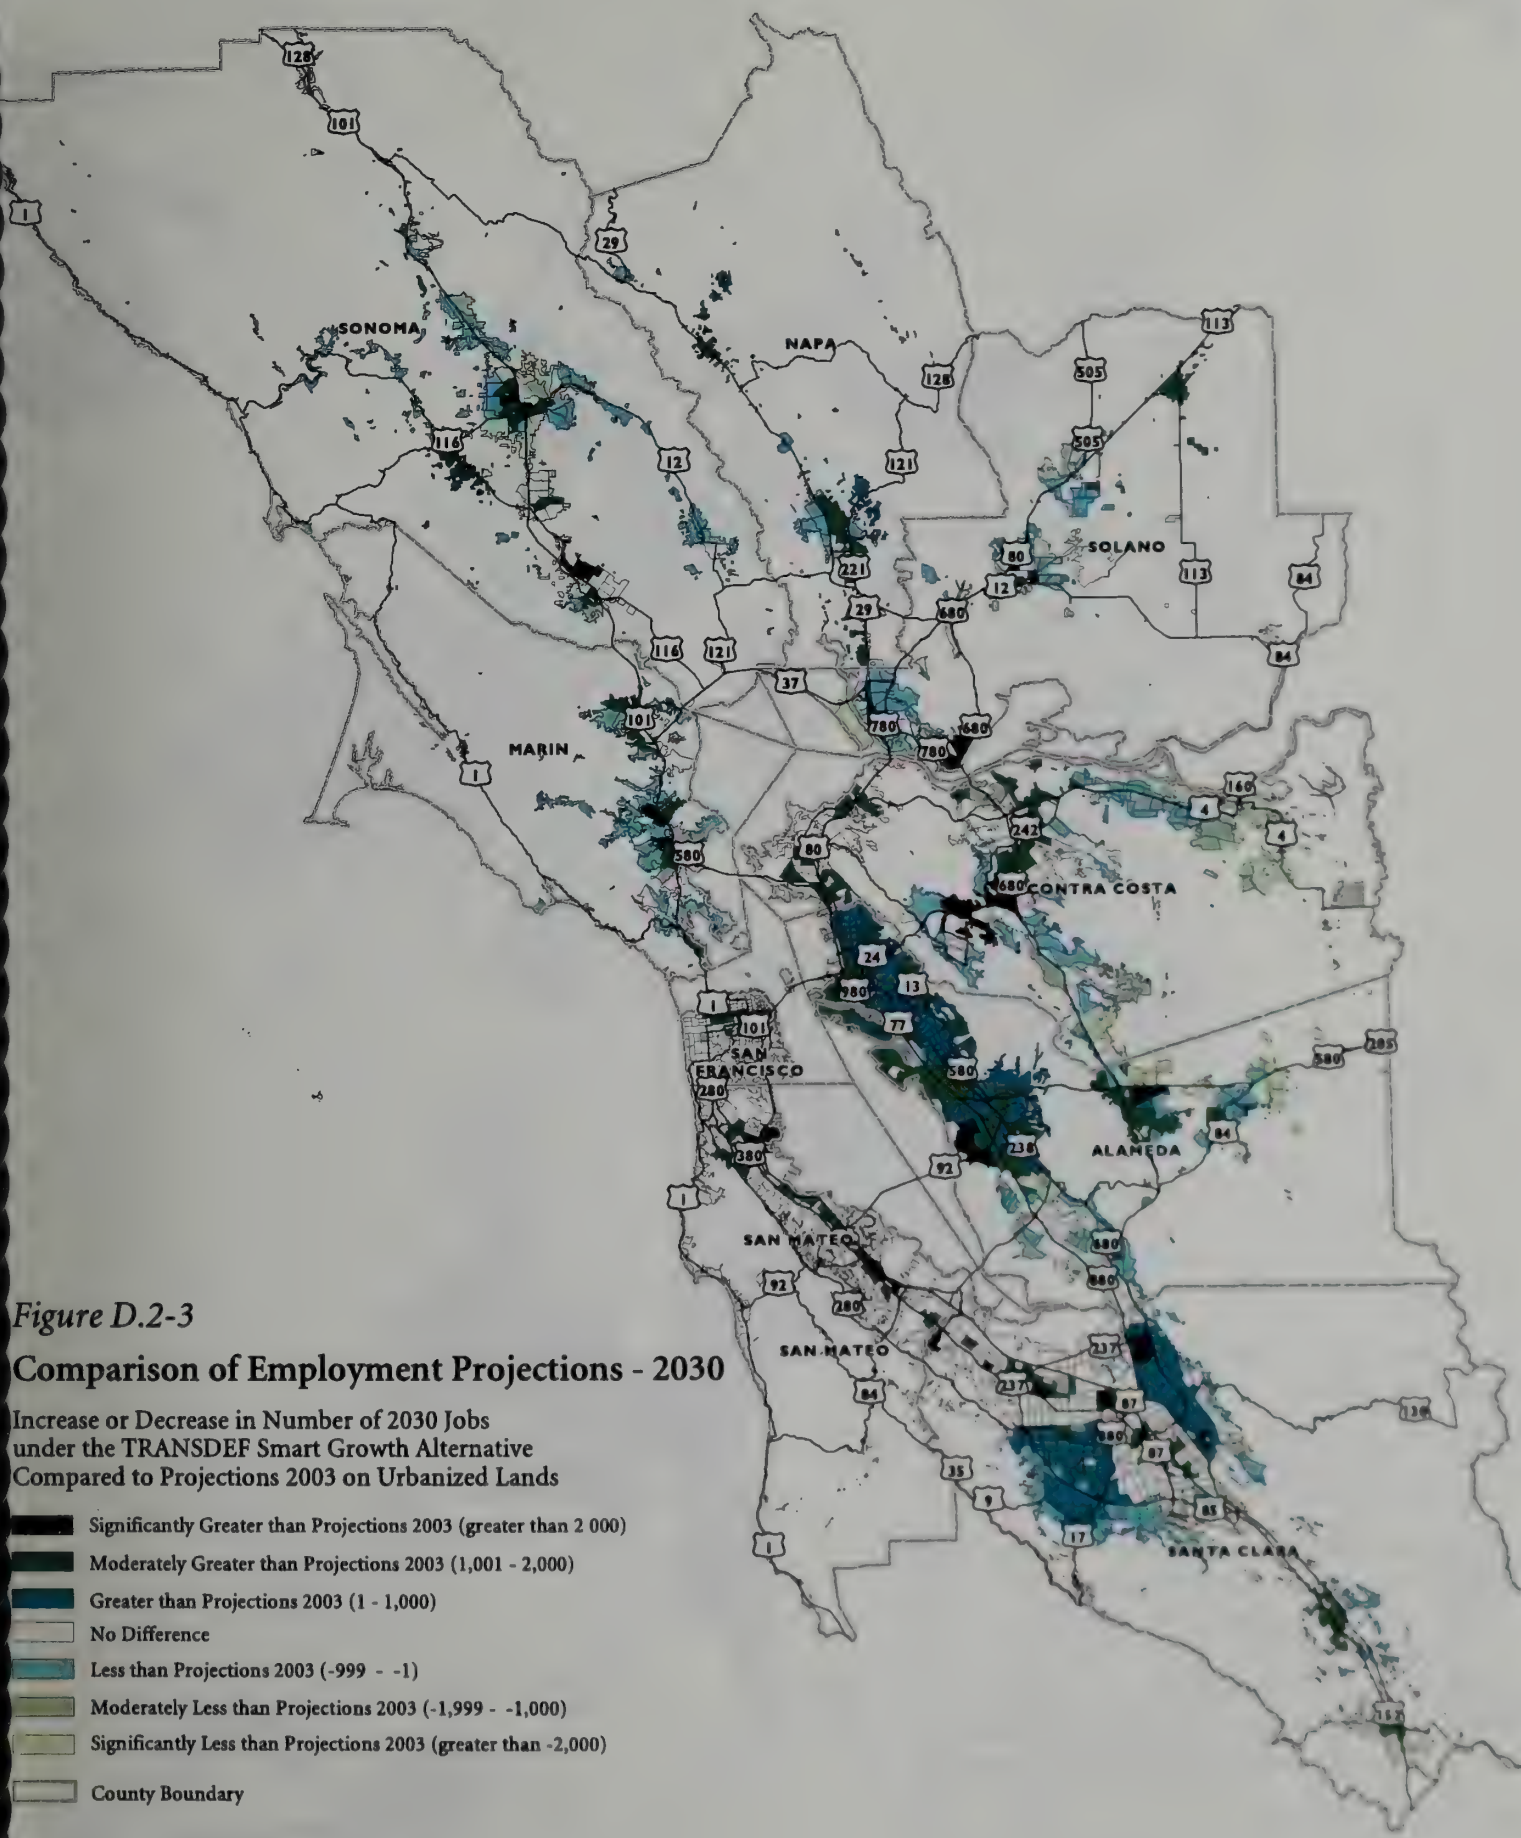 128
101
1
29
SONOMA
NAPA
113
505
128
505
116
12
121
80
SOLANO
221
12
113
84
29
680
116
121
84
37
101
780
680
780
MARIN
1
160
4
4
242
80
580
680
CONTRA COSTA
24
980
13
1
77
101
SAN
FRANCISCO
280
580
580
205
238
84
ALAMEDA
380
92
1
SAN MATEO
680
92
880
280
237
SAN MATEO
237
84
87
880
87
35
9
85
17
SANTA CLARA
1
152
Figure D.2-3
Comparison of Employment Projections - 2030
Increase or Decrease in Number of 2030 Jobs
under the TRANSDEF Smart Growth Alternative
Compared to Projections 2003 on Urbanized Lands
Significantly Greater than Projections 2003 (greater than 2 000)
Moderately Greater than Projections 2003 (1,001 - 2,000)
Greater than Projections 2003 (1 - 1,000)
No Difference
Less than Projections 2003 (-999 - -1)
Moderately Less than Projections 2003 (-1,999 - -1,000)
Significantly Less than Projections 2003 (greater than -2,000)
County Boundary